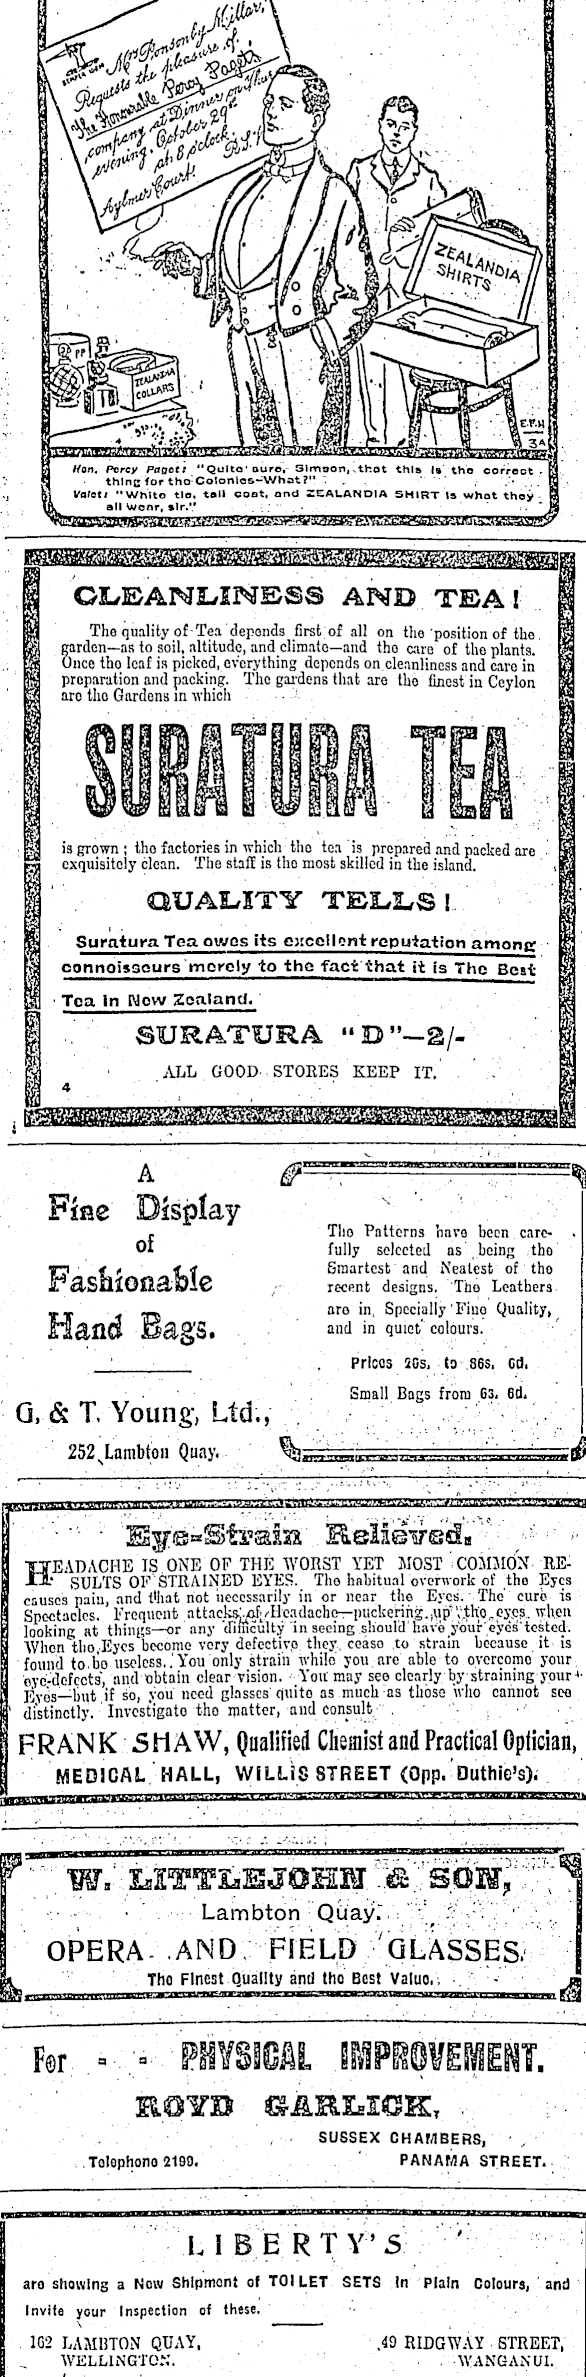 Mrs Ponsonby Millar,
Requests the pleasure of
The Honourable Percy Paget's
company at Dinner on Thurs
evening, October 29th
at 8 o'clock.
Aylmer Court. R.S.V.
PP
ZEALANDIA
COLLARS
ZEALANDIA
SHIRTS
E.F.H
3A
Hon. Percy Paget: "Quite sure, Simson, that this is the correct
thing for the Colonies—What?"
Valet: "White tie, tail coat, and ZEALANDIA SHIRT is what they
all wear, sir."
CLEANLINESS AND TEA!
The quality of Tea depends first of all on the position of the
garden—as to soil, altitude, and climate—and the care of the plants.
Once the leaf is picked, everything depends on cleanliness and care in
preparation and packing. The gardens that are the finest in Ceylon
are the Gardens in which
SURATURA TEA
is grown; the factories in which the tea is prepared and packed are
exquisitely clean. The staff is the most skilled in the island.
QUALITY TELLS!
Suratura Tea owes its excellent reputation among
connoisseurs merely to the fact that it is The Best
Tea in New Zealand.
SURATURA "D"—2/-
ALL GOOD STORES KEEP IT.
4
A
Fine Display
of
Fashionable
Hand Bags.
G. & T. Young, Ltd.,
252 Lambton Quay.
The Patterns have been care-
fully selected as being the
Smartest and Neatest of the
recent designs. The Leathers
are in Specially Fine Quality,
and in quiet colours.
Prices 26s. to 86s. 6d.
Small Bags from 6s. 6d.
Eye-Strain Relieved.
HEADACHE IS ONE OF THE WORST YET MOST COMMON RE-
SULTS OF STRAINED EYES. The habitual overwork of the Eyes
causes pain, and that not necessarily in or near the Eyes. The cure is
Spectacles. Frequent attacks of Headache—puckering up the eyes when
looking at things—or any difficulty in seeing should have your eyes tested.
When the Eyes become very defective they cease to strain because it is
found to be useless. You only strain while you are able to overcome your
eye-defects, and obtain clear vision. You may see clearly by straining your
Eyes—but if so, you need glasses quite as much as those who cannot see
distinctly. Investigate the matter, and consult
FRANK SHAW, Qualified Chemist and Practical Optician,
MEDICAL HALL, WILLIS STREET (Opp. Duthie's).
W. LITTLEJOHN & SON,
Lambton Quay.
OPERA AND FIELD GLASSES.
The Finest Quality and the Best Value.
For - - PHYSICAL IMPROVEMENT.
ROYD GARLICK,
SUSSEX CHAMBERS,
Telephone 2199. PANAMA STREET.
LIBERTY'S
are showing a New Shipment of TOILET SETS in Plain Colours, and
Invite your Inspection of these.
162 LAMBTON QUAY, 49 RIDGWAY STREET,
WELLINGTON. WANGANUI.